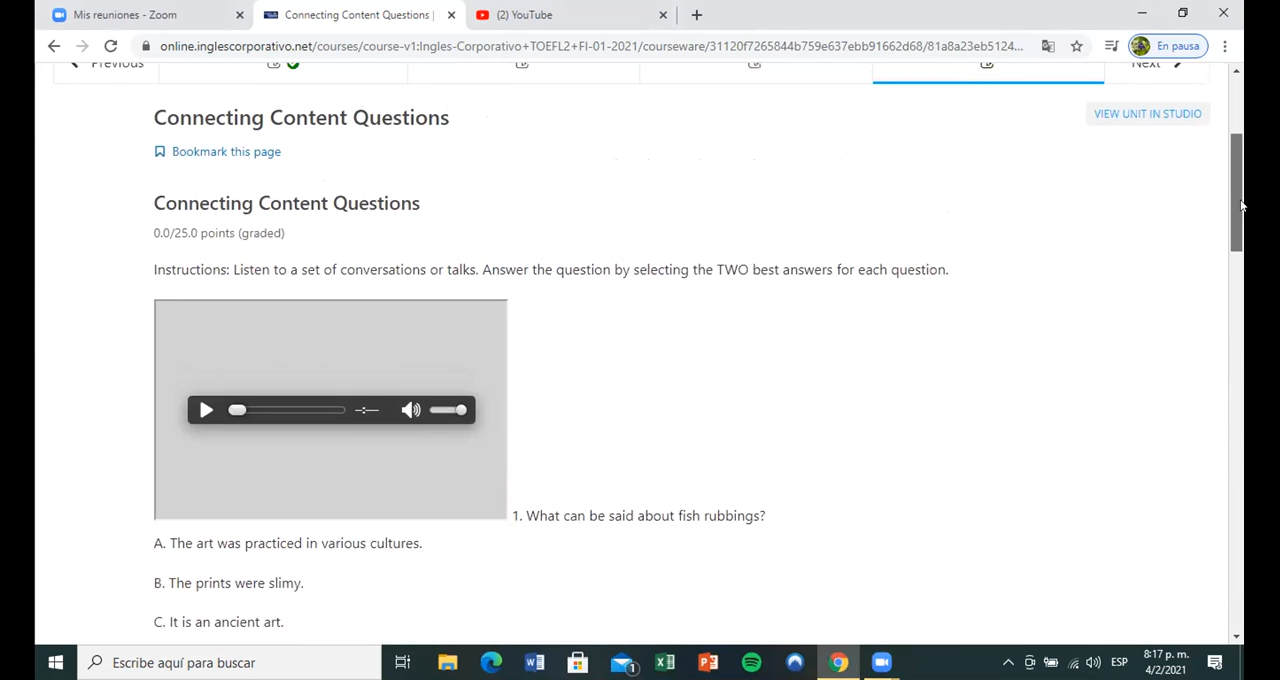 Mis reuniones - Zoom
Connecting Content Questions |
(2) YouTube
online.inglescorporativo.net/courses/course-v1:Ingles-Corporativo+TOEFL2+FI-01-2021/courseware/31120f7265844b759e637ebb91662d68/81a8a23eb5124...
En pausa
Previous
Next
Connecting Content Questions
VIEW UNIT IN STUDIO
Bookmark this page
Connecting Content Questions
0.0/25.0 points (graded)
Instructions: Listen to a set of conversations or talks. Answer the question by selecting the TWO best answers for each question.
-:--
1. What can be said about fish rubbings?
A. The art was practiced in various cultures.
B. The prints were slimy.
C. It is an ancient art.
Escribe aquí para buscar
1
ESP
8:17 p. m.
4/2/2021